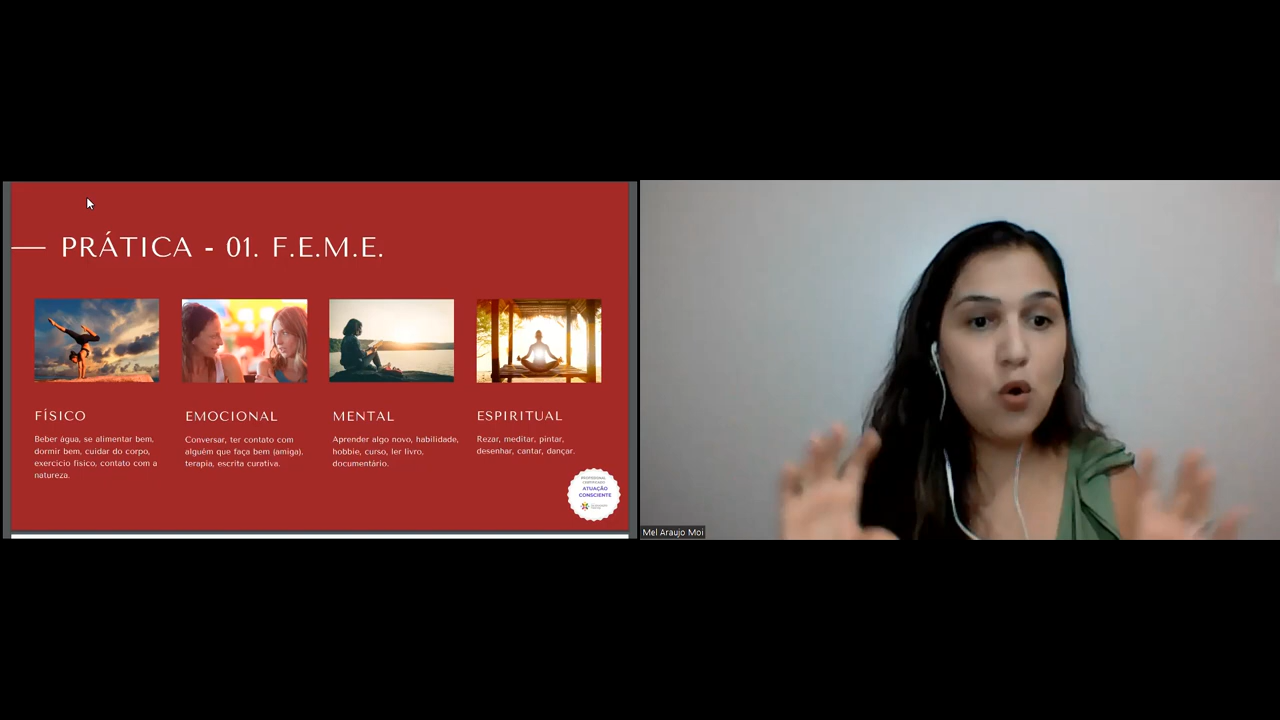 PRÁTICA - 01. F.E.M.E.
FÍSICO
Beber água, se alimentar bem,
dormir bem, cuidar do corpo,
exercício físico, contato com a
natureza.
EMOCIONAL
Conversar, ter contato com
alguém que faça bem (amiga),
terapia, escrita curativa.
MENTAL
Aprender algo novo, habilidade,
hobbie, curso, ler livro,
documentário.
ESPIRITUAL
Rezar, meditar, pintar,
desenhar, cantar, dançar.
PROFISSIONAL
ATUAÇÃO
CONSCIENTE
Mel Araujo Moi